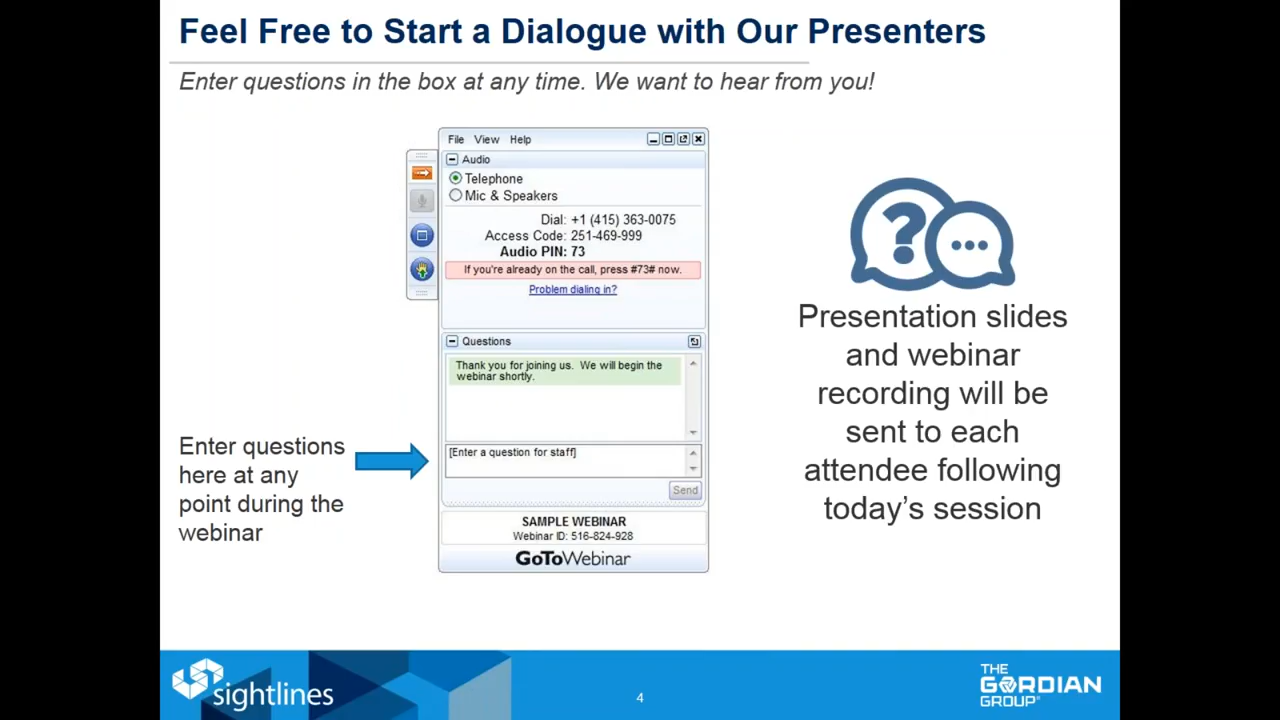 Feel Free to Start a Dialogue with Our Presenters
Enter questions in the box at any time. We want to hear from you!
File View Help
Audio
Telephone
Mic & Speakers
Dial: +1 (415) 363-0075
Access Code: 251-469-999
Audio PIN: 73
If you're already on the call, press #73# now.
Problem dialing in?
Questions
Thank you for joining us. We will begin the
webinar shortly.
[Enter a question for staff]
Send
SAMPLE WEBINAR
Webinar ID: 516-824-928
GoToWebinar
Enter questions
here at any
point during the
webinar
?
Presentation slides
and webinar
recording will be
sent to each
attendee following
today’s session
sightlines
4
THE
GORDIAN
GROUP®